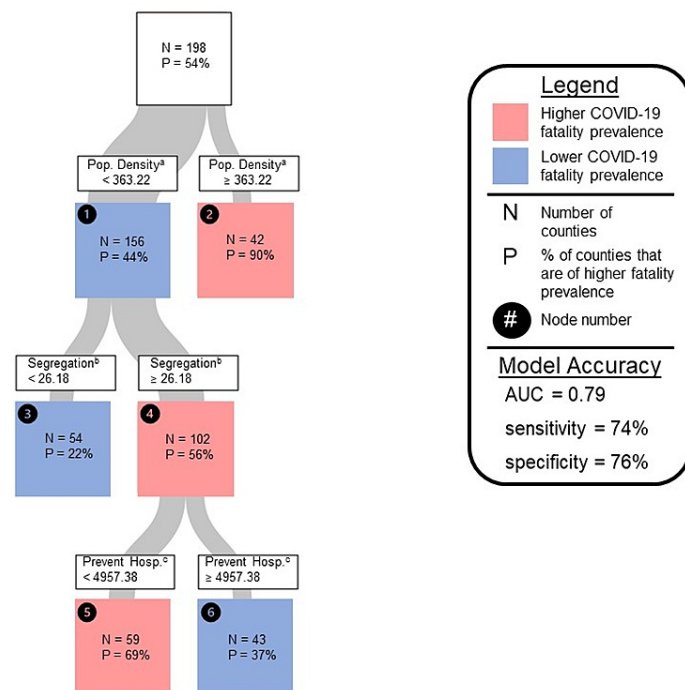 N = 198
P = 54%
Pop. Densityª
< 363.22
Pop. Densityª
≥ 363.22
1
N = 156
P = 44%
2
N = 42
P = 90%
Segregationᵇ
< 26.18
Segregationᵇ
≥ 26.18
3
N = 54
P = 22%
4
N = 102
P = 56%
Prevent Hosp.ᶜ
< 4957.38
Prevent Hosp.ᶜ
≥ 4957.38
5
N = 59
P = 69%
6
N = 43
P = 37%
Legend
Higher COVID-19
fatality prevalence
Lower COVID-19
fatality prevalence
N Number of
counties
P % of counties that
are of higher fatality
prevalence
# Node number
Model Accuracy
AUC = 0.79
sensitivity = 74%
specificity = 76%